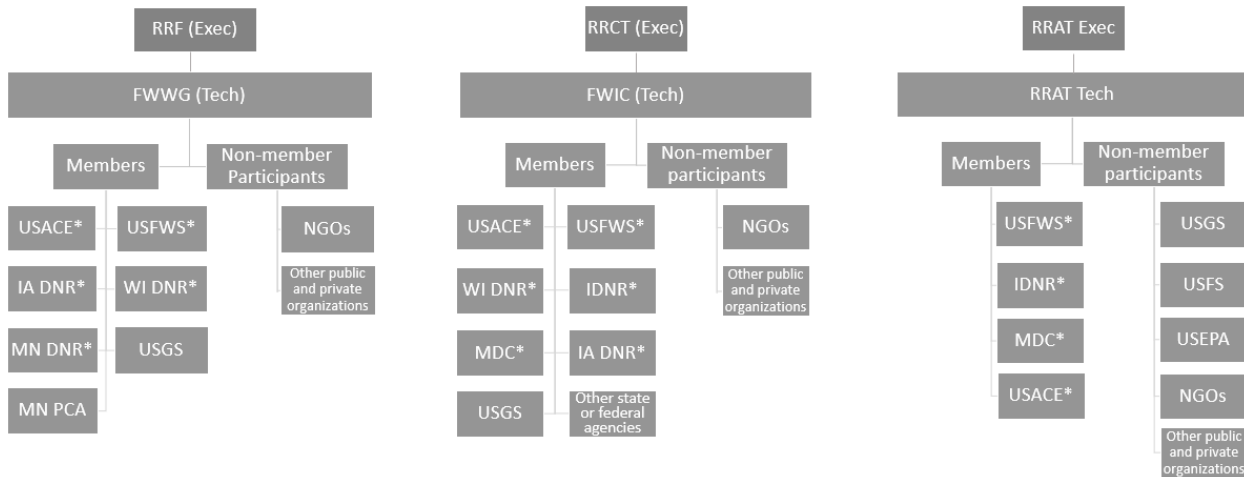 RRF (Exec)
FWWG (Tech)
Members
Non-member
Participants
USACE*
USFWS*
NGOs
IA DNR*
WI DNR*
Other public
and private
organizations
MN DNR*
USGS
MN PCA
RRCT (Exec)
FWIC (Tech)
Members
Non-member
participants
USACE*
USFWS*
NGOs
WI DNR*
IDNR*
Other public
and private
organizations
MDC*
IA DNR*
USGS
Other state
or federal
agencies
RRAT Exec
RRAT Tech
Members
Non-member
participants
USFWS*
USGS
IDNR*
USFS
MDC*
USEPA
USACE*
NGOs
Other public
and private
organizations